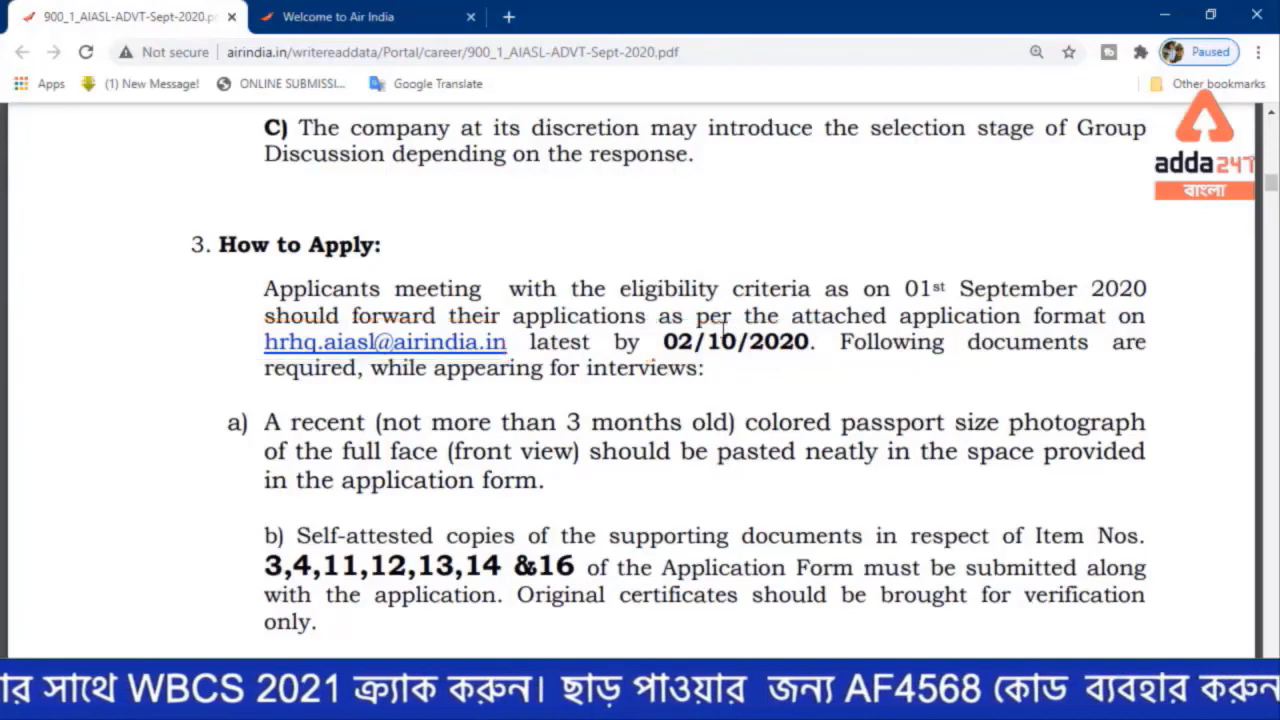 900_1_AIASL-ADVT-Sept-2020.p
Welcome to Air India
Not secure
airindia.in/writereaddata/Portal/career/900_1_AIASL-ADVT-Sept-2020.pdf
Paused
Apps
(1) New Message!
ONLINE SUBMISSI...
Google Translate
Other bookmarks
C) The company at its discretion may introduce the selection stage of Group
Discussion depending on the response.
adda247
বাংলা
3. How to Apply:
Applicants meeting with the eligibility criteria as on 01st September 2020
should forward their applications as per the attached application format on
hrhq.aiasl@airindia.in latest by 02/10/2020. Following documents are
required, while appearing for interviews:
a) A recent (not more than 3 months old) colored passport size photograph
of the full face (front view) should be pasted neatly in the space provided
in the application form.
b) Self-attested copies of the supporting documents in respect of Item Nos.
3,4,11,12,13,14 &16 of the Application Form must be submitted along
with the application. Original certificates should be brought for verification
only.
র সাথে WBCS 2021 ক্র্যাক করুন। ছাড় পাওয়ার জন্য AF4568 কোড ব্যবহার করুন